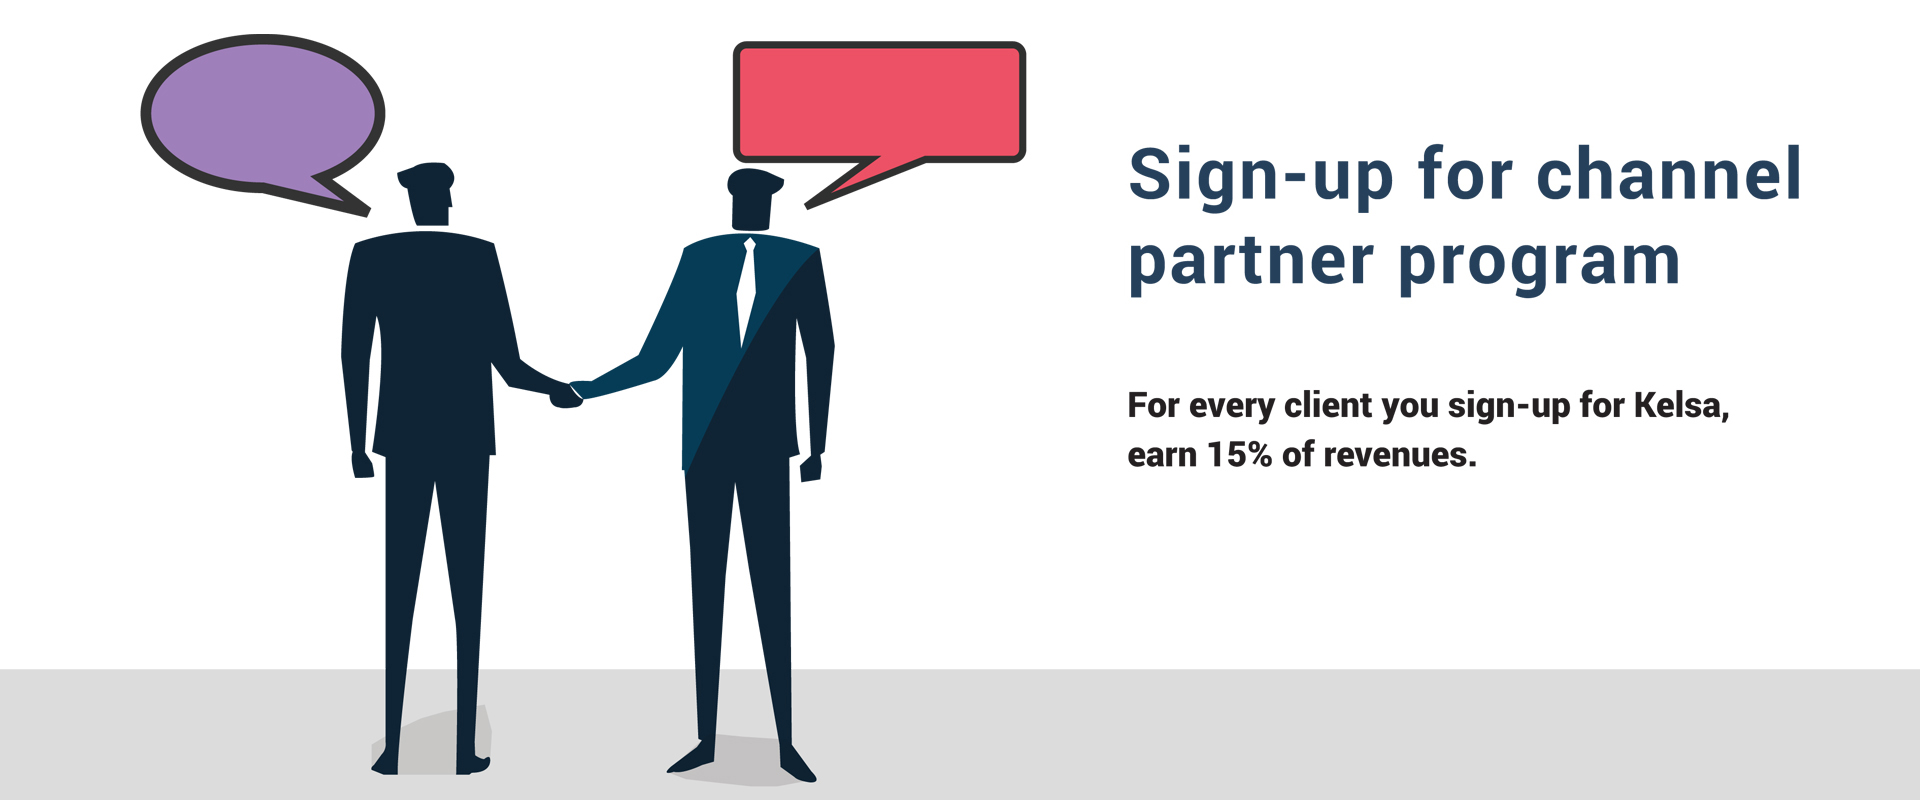 Sign-up for channel
partner program
For every client you sign-up for Kelsa,
earn 15% of revenues.